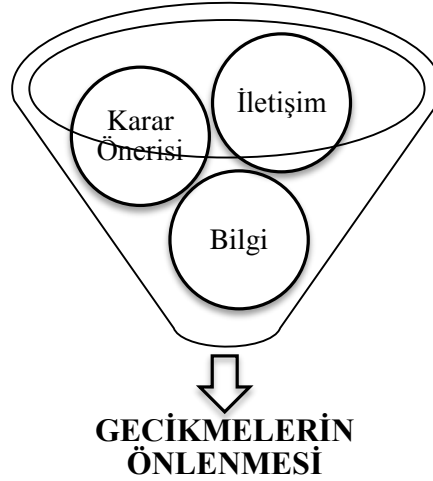 İletişim
Karar
Önerisi
Bilgi
GECİKMELERİN
ÖNLENMESİ